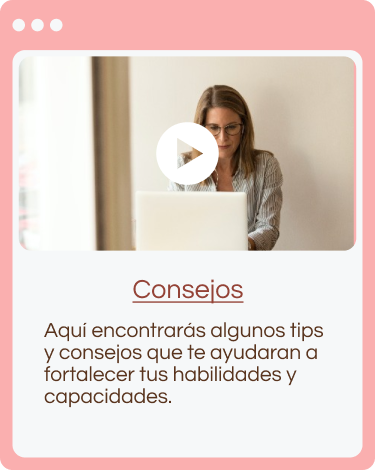 Consejos
Aquí encontrarás algunos tips
y consejos que te ayudaran a
fortalecer tus habilidades y
capacidades.